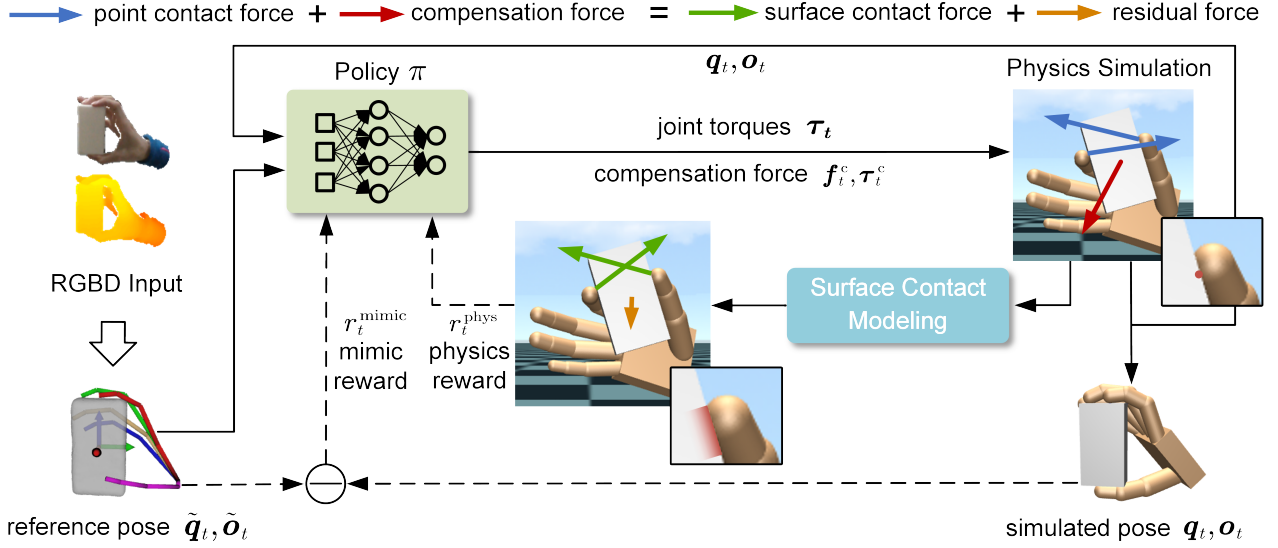 point contact force + compensation force = surface contact force + residual force
q_t, o_t
Policy π
Physics Simulation
joint torques τ_t
compensation force f_t^c, τ_t^c
RGBD Input
Surface Contact
Modeling
r_t^mimic
mimic
reward
r_t^phys
physics
reward
reference pose q̃_t, õ_t
simulated pose q_t, o_t